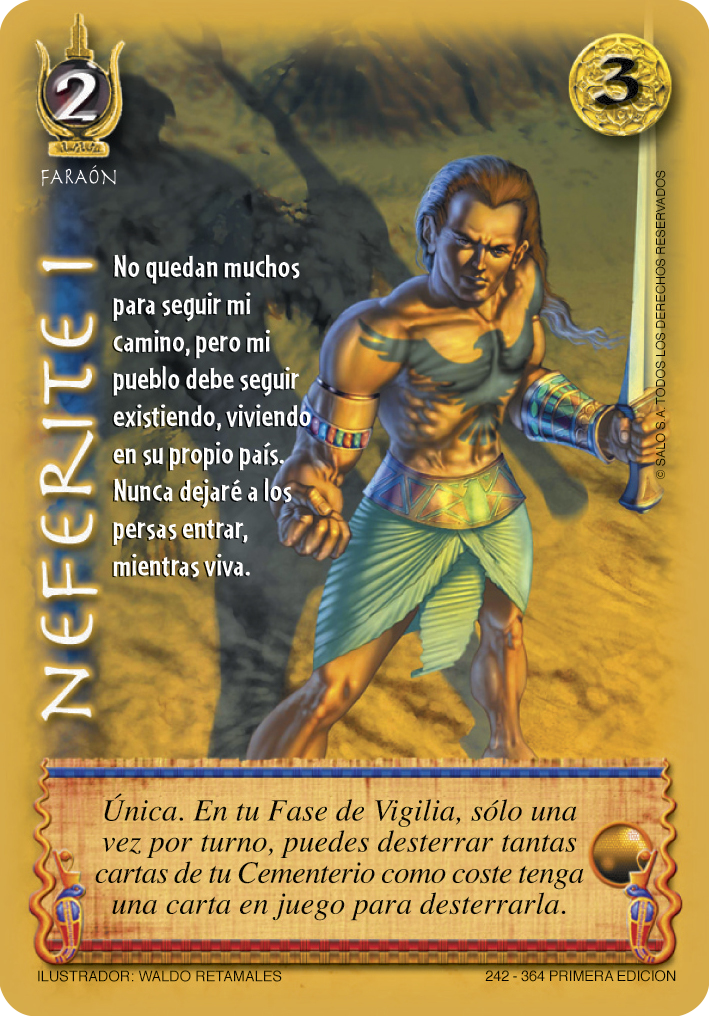 2
3
FARAÓN
NEFERITE I
No quedan muchos
para seguir mi
camino, pero mi
pueblo debe seguir
existiendo, viviendo
en su propio país.
Nunca dejaré a los
persas entrar,
mientras viva.
© SALO S.A. TODOS LOS DERECHOS RESERVADOS
Única. En tu Fase de Vigilia, sólo una
vez por turno, puedes desterrar tantas
cartas de tu Cementerio como coste tenga
una carta en juego para desterrarla.
ILUSTRADOR: WALDO RETAMALES
242 - 364 PRIMERA EDICION